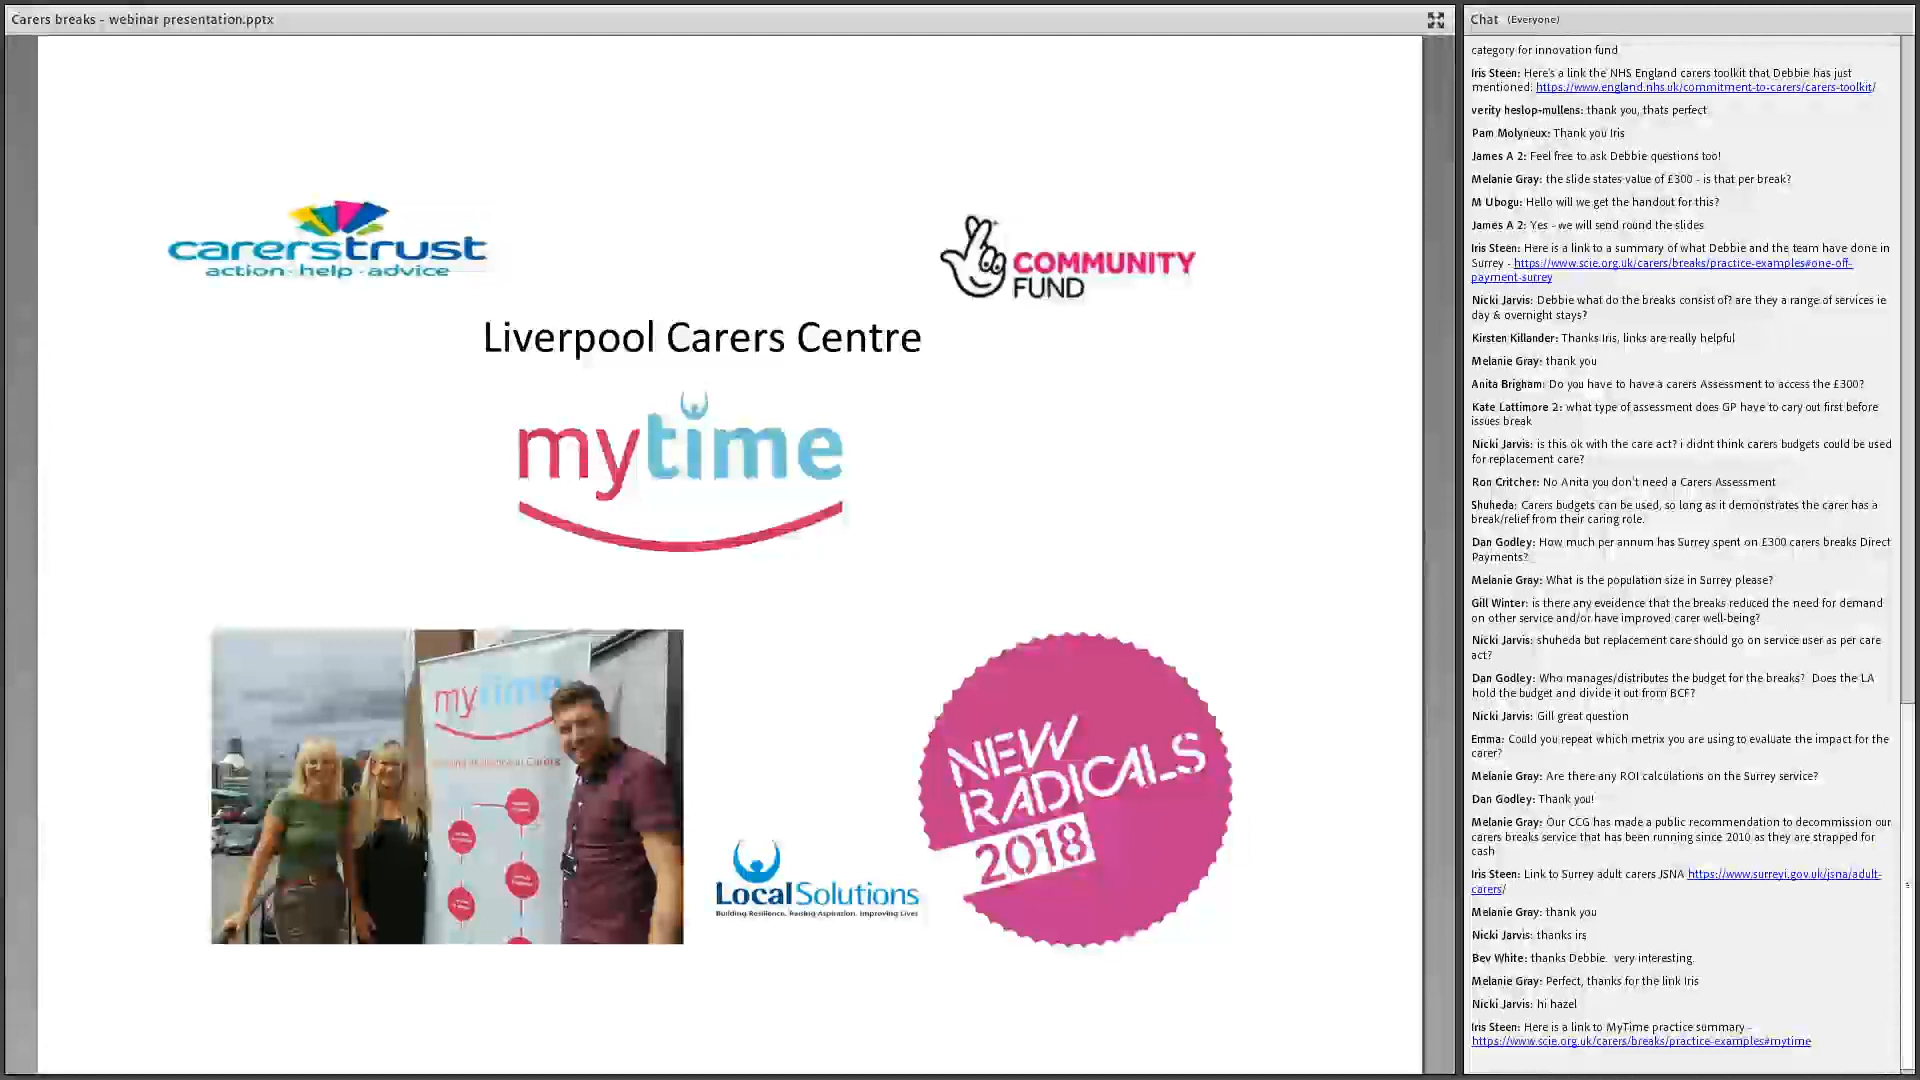 Carers breaks - webinar presentation.pptx
carerstrust
action·help·advice
COMMUNITY
FUND
Liverpool Carers Centre
mytime
mytime
NEW
RADICALS
2018
LocalSolutions
Building Resilience. Raising Aspiration. Improving Lives
Chat (Everyone)
category for innovation fund
Iris Steen: Here's a link the NHS England carers toolkit that Debbie has just
mentioned: https://www.england.nhs.uk/commitment-to-carers/carers-toolkit/
verity heslop-mullens: thank you, thats perfect
Pam Molyneux: Thank you Iris
James A 2: Feel free to ask Debbie questions too!
Melanie Gray: the slide states value of £300 - is that per break?
M Ubogu: Hello will we get the handout for this?
James A 2: Yes - we will send round the slides
Iris Steen: Here is a link to a summary of what Debbie and the team have done in
Surrey - https://www.scie.org.uk/carers/breaks/practice-examples#one-off-
payment-surrey
Nicki Jarvis: Debbie what do the breaks consist of? are they a range of services ie
day & overnight stays?
Kirsten Killander: Thanks Iris, links are really helpful
Melanie Gray: thank you
Anita Brigham: Do you have to have a carers Assessment to access the £300?
Kate Lattimore 2: what type of assessment does GP have to cary out first before
issues break
Nicki Jarvis: is this ok with the care act? i didnt think carers budgets could be used
for replacement care?
Ron Critcher: No Anita you don't need a Carers Assessment
Shuheda: Carers budgets can be used, so long as it demonstrates the carer has a
break/relief from their caring role.
Dan Godley: How much per annum has Surrey spent on £300 carers breaks Direct
Payments?
Melanie Gray: What is the population size in Surrey please?
Gill Winter: is there any eveidence that the breaks reduced the need for demand
on other service and/or have improved carer well-being?
Nicki Jarvis: shuheda but replacement care should go on service user as per care
act?
Dan Godley: Who manages/distributes the budget for the breaks? Does the LA
hold the budget and divide it out from BCF?
Nicki Jarvis: Gill great question
Emma: Could you repeat which metrix you are using to evaluate the impact for the
carer?
Melanie Gray: Are there any ROI calculations on the Surrey service?
Dan Godley: Thank you!
Melanie Gray: Our CCG has made a public recommendation to decommission our
carers breaks service that has been running since 2010 as they are strapped for
cash
Iris Steen: Link to Surrey adult carers JSNA https://www.surreyi.gov.uk/jsna/adult-
carers/
Melanie Gray: thank you
Nicki Jarvis: thanks irs
Bev White: thanks Debbie. very interesting.
Melanie Gray: Perfect, thanks for the link Iris
Nicki Jarvis: hi hazel
Iris Steen: Here is a link to MyTime practice summary -
https://www.scie.org.uk/carers/breaks/practice-examples#mytime